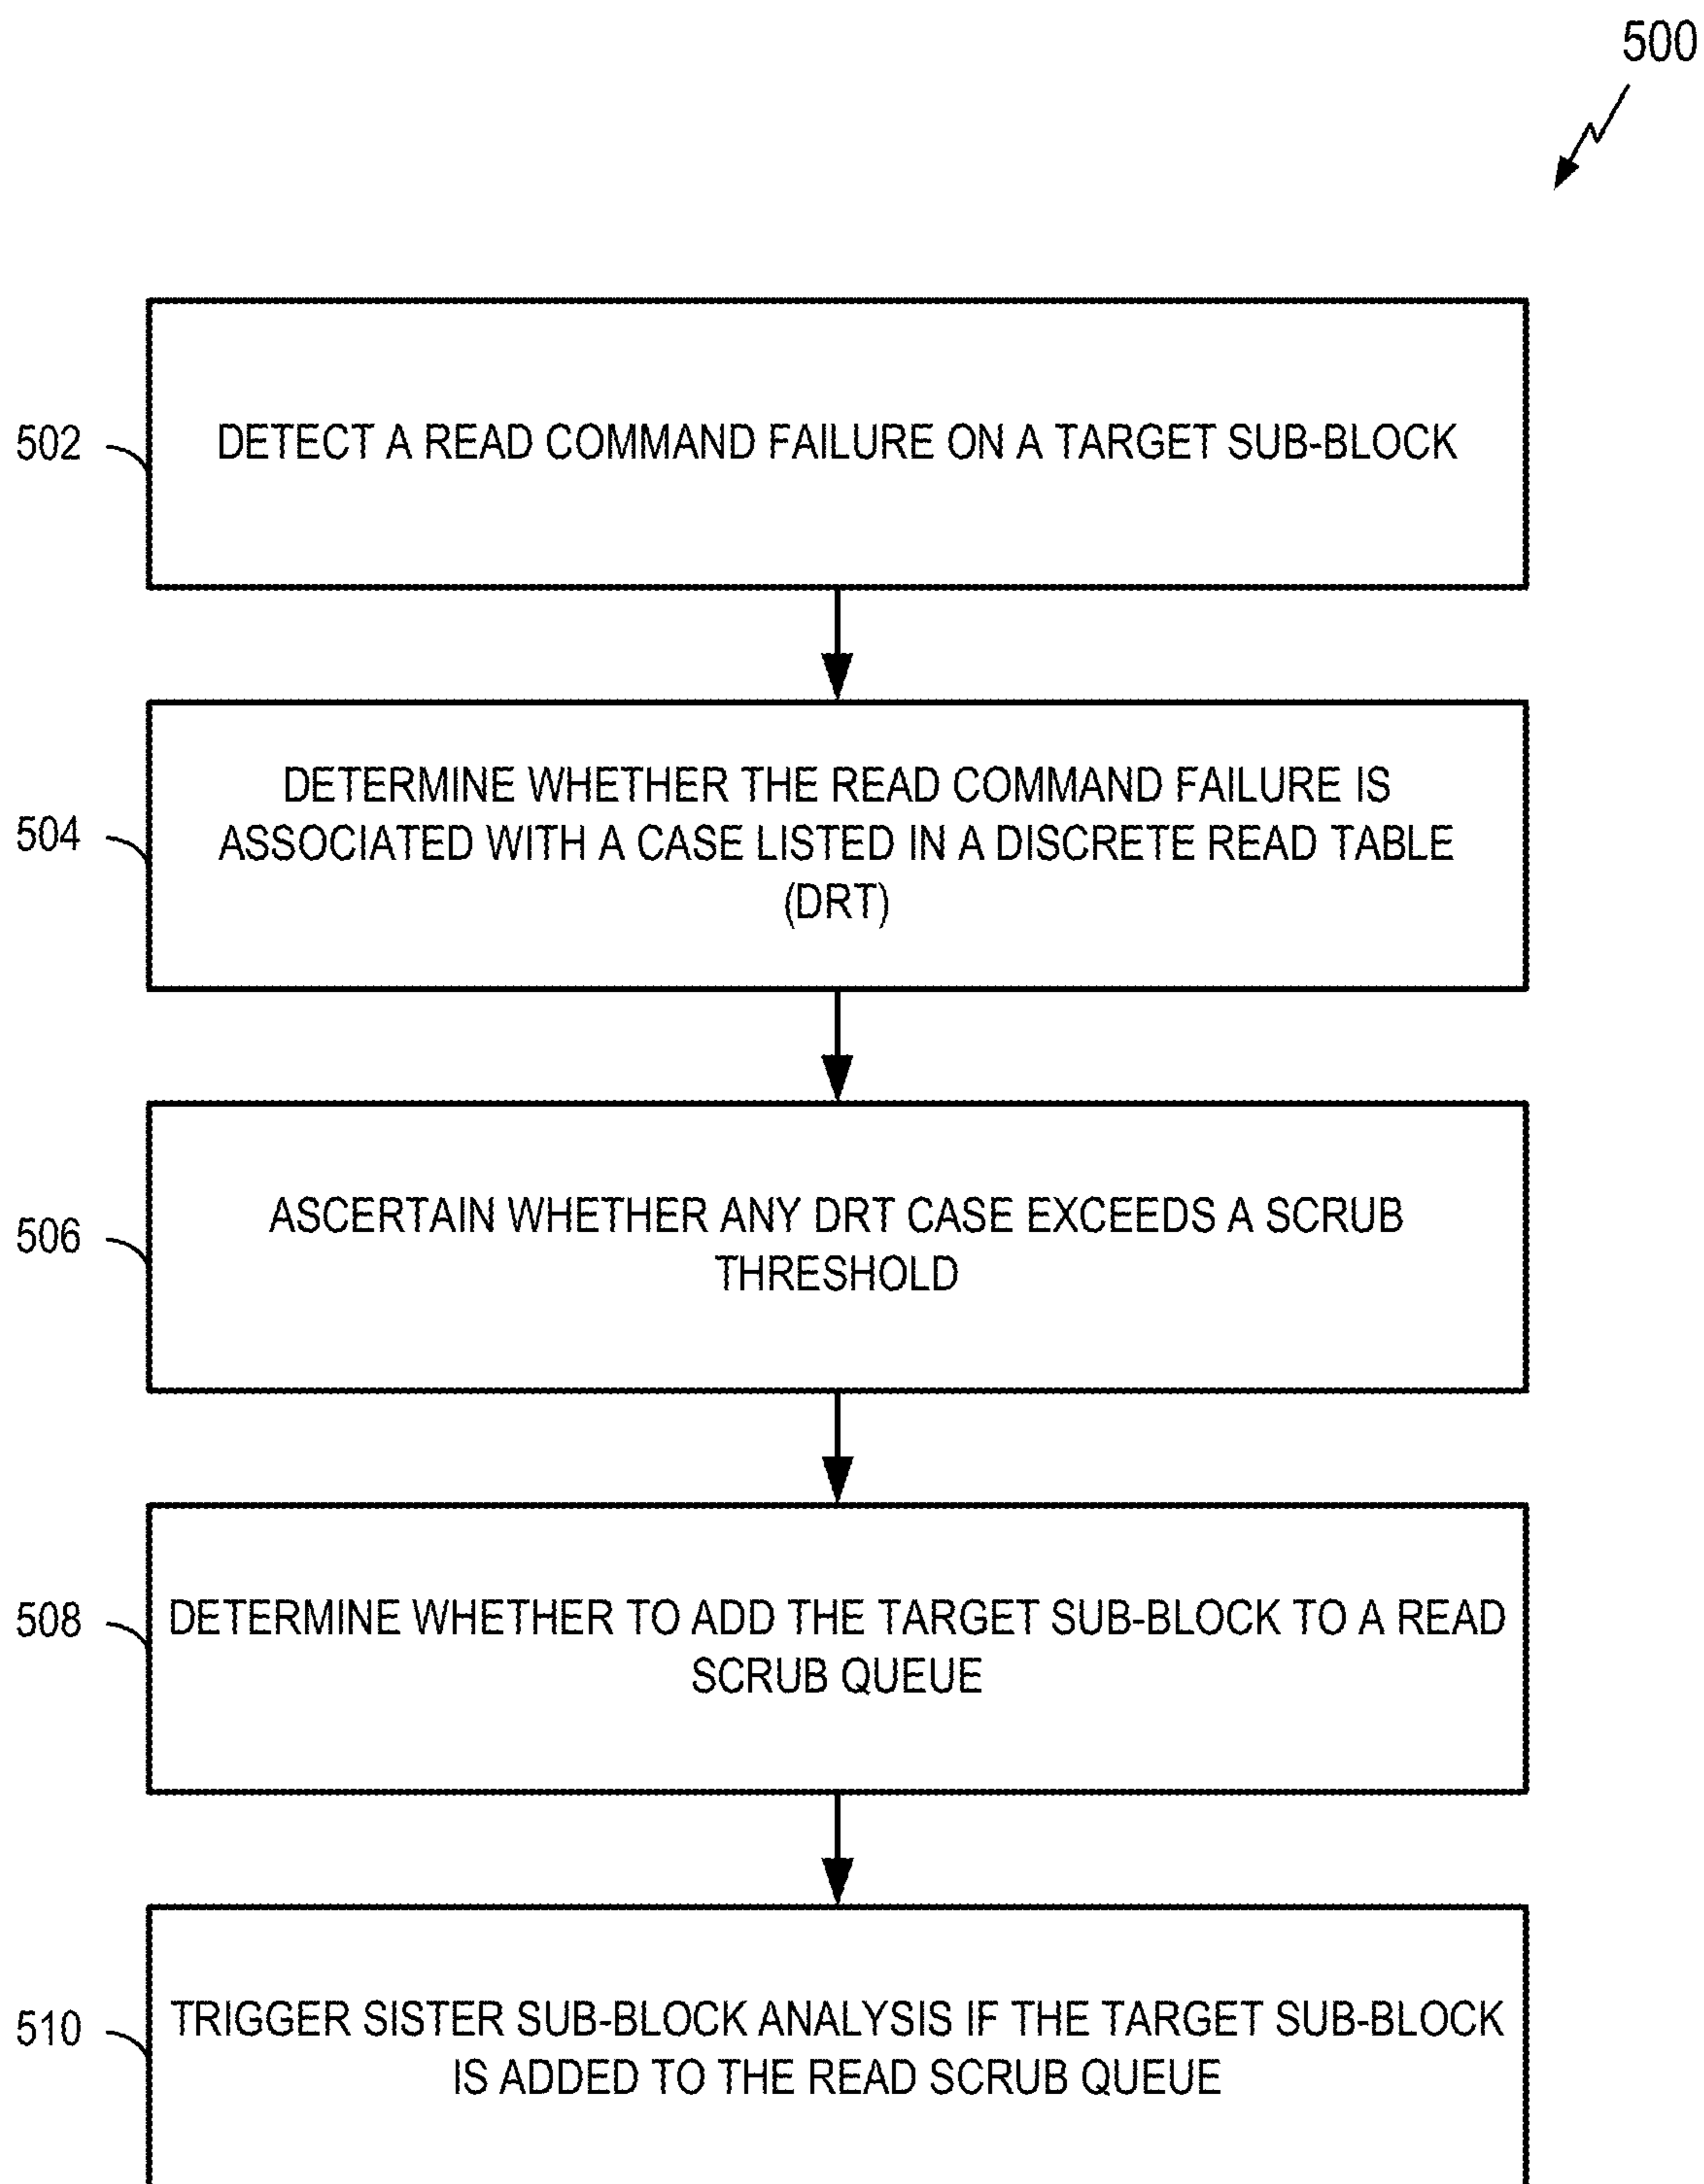 500
502
DETECT A READ COMMAND FAILURE ON A TARGET SUB-BLOCK
504
DETERMINE WHETHER THE READ COMMAND FAILURE IS
ASSOCIATED WITH A CASE LISTED IN A DISCRETE READ TABLE
(DRT)
506
ASCERTAIN WHETHER ANY DRT CASE EXCEEDS A SCRUB
THRESHOLD
508
DETERMINE WHETHER TO ADD THE TARGET SUB-BLOCK TO A READ
SCRUB QUEUE
510
TRIGGER SISTER SUB-BLOCK ANALYSIS IF THE TARGET SUB-BLOCK
IS ADDED TO THE READ SCRUB QUEUE